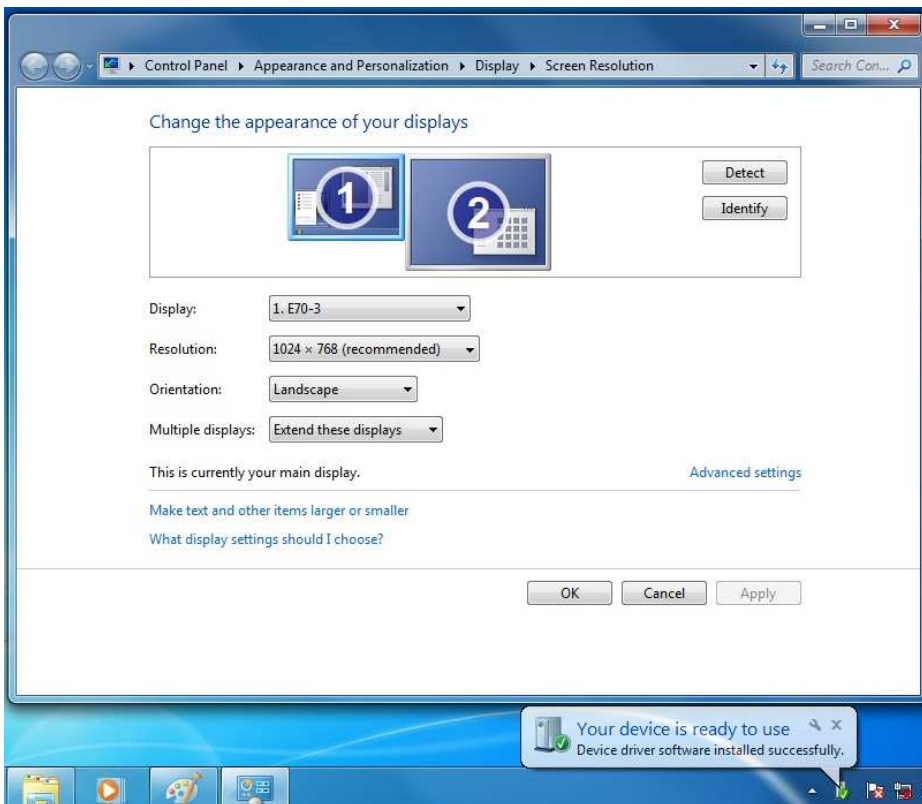 Control Panel ▸ Appearance and Personalization ▸ Display ▸ Screen Resolution
Search Con...
Change the appearance of your displays
1
2
Detect
Identify
Display: 1. E70-3
Resolution: 1024 × 768 (recommended)
Orientation: Landscape
Multiple displays: Extend these displays
This is currently your main display. Advanced settings
Make text and other items larger or smaller
What display settings should I choose?
OK Cancel Apply
Your device is ready to use
Device driver software installed successfully.